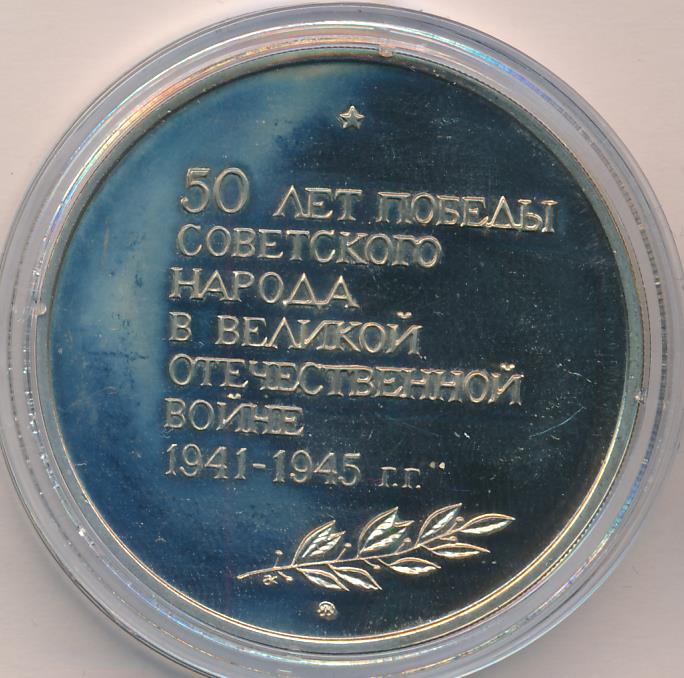 50 ЛЕТ ПОБЕДЫ
СОВЕТСКОГО
НАРОДА
В ВЕЛИКОЙ
ОТЕЧЕСТВЕННОЙ
ВОЙНЕ
1941-1945 г.г."